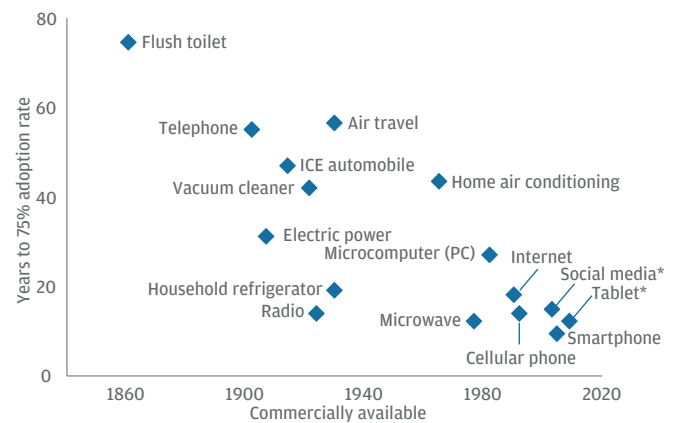 80
60
40
20
0
Years to 75% adoption rate
Flush toilet
Telephone
Air travel
ICE automobile
Vacuum cleaner
Home air conditioning
Electric power
Microcomputer (PC)
Internet
Social media*
Household refrigerator
Tablet*
Radio
Microwave
Smartphone
Cellular phone
1860 1900 1940 1980 2020
Commercially available